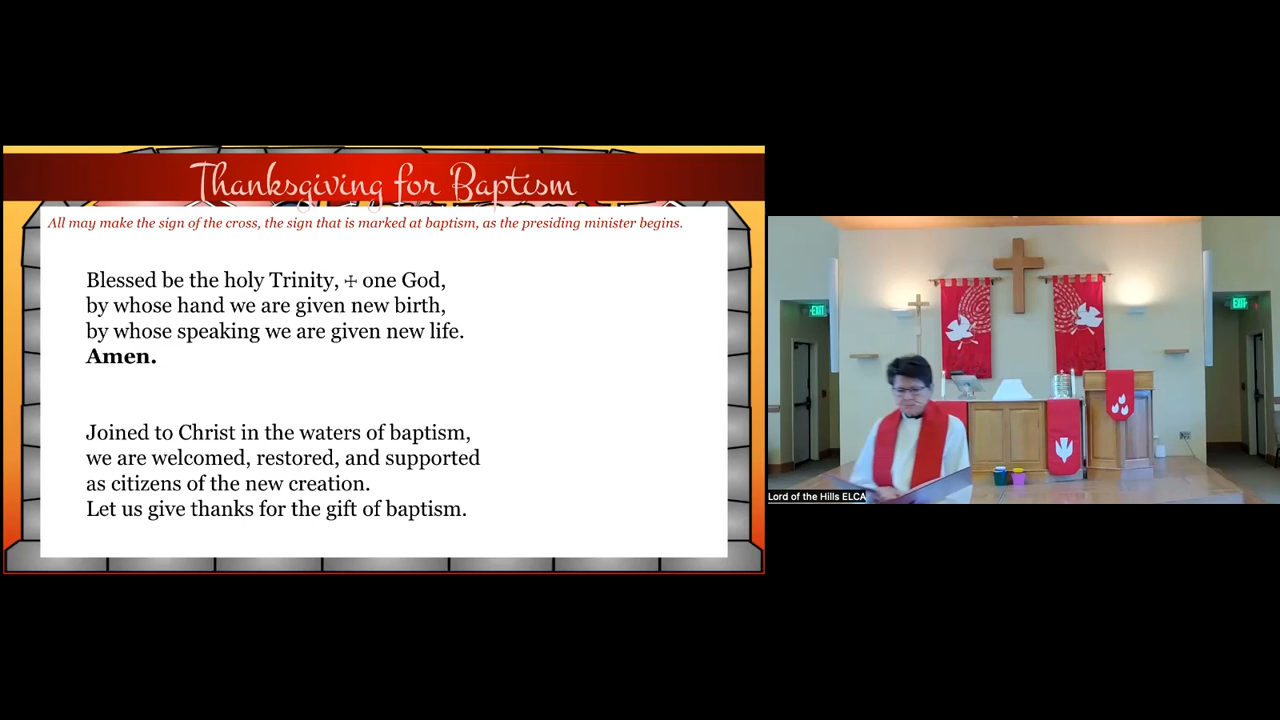 Thanksgiving for Baptism
All may make the sign of the cross, the sign that is marked at baptism, as the presiding minister begins.
Blessed be the holy Trinity, ☩ one God,
by whose hand we are given new birth,
by whose speaking we are given new life.
Amen.
Joined to Christ in the waters of baptism,
we are welcomed, restored, and supported
as citizens of the new creation.
Let us give thanks for the gift of baptism.
EXIT
EXIT
Lord of the Hills ELCA